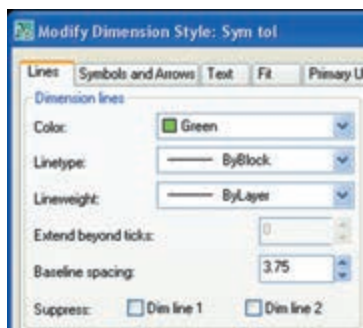 Modify Dimension Style: Sym tol
Lines Symbols and Arrows Text Fit Primary U
Dimension lines
Color: Green
Linetype: ByBlock
Lineweight: ByLayer
Extend beyond ticks: 0
Baseline spacing: 3.75
Suppress: Dim line 1 Dim line 2